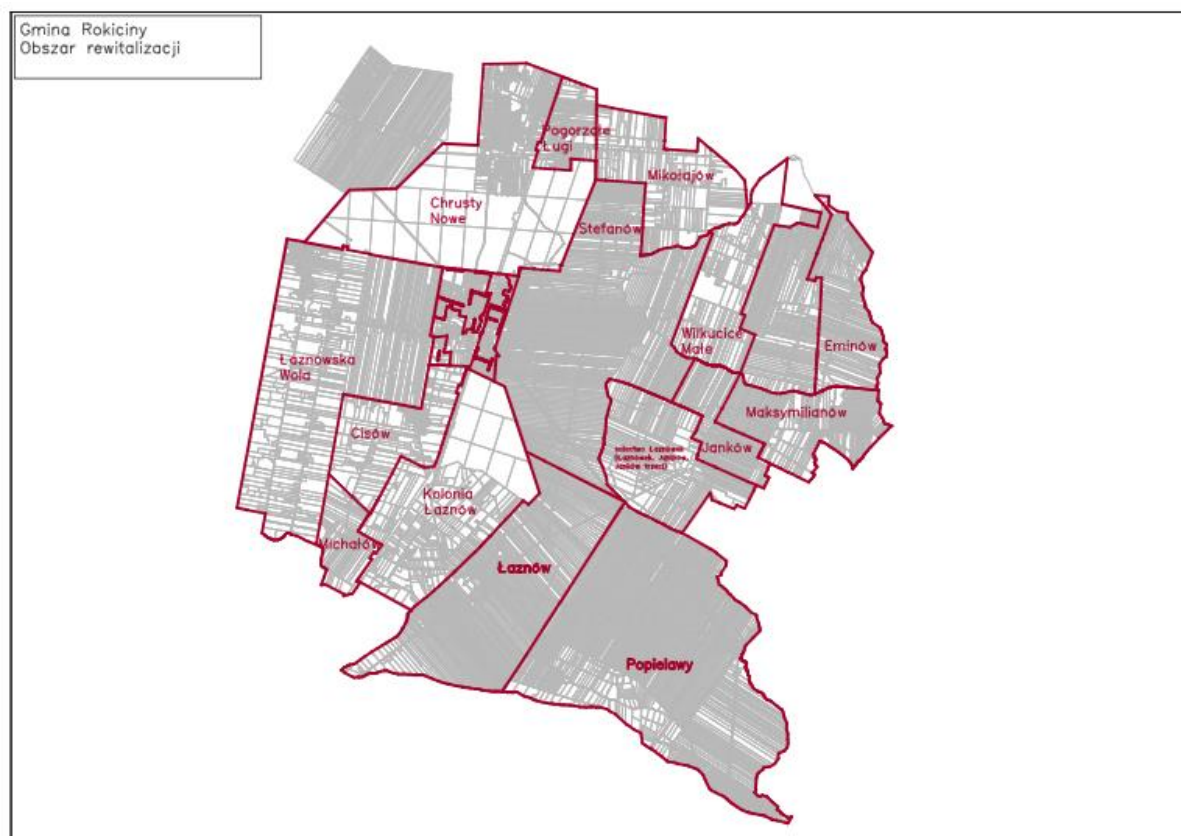 Gmina Rokiciny
Obszar rewitalizacji
Pogorzałe
Ługi
Mikołajów
Chrusty
Nowe
Stefanów
Wilkucice
Małe
Eminów
Łaznowska
Wola
Maksymilianów
Cisów
Janków
Kolonia
Łaznów
Michałów
Łaznów
Popielawy